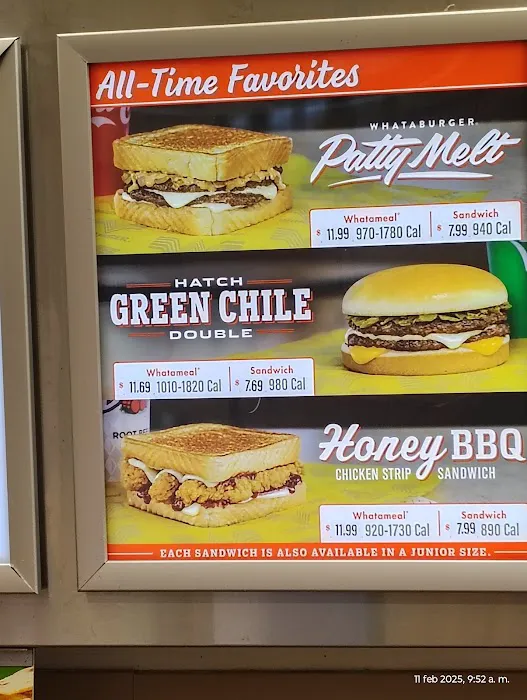 All-Time Favorites
WHATABURGER®
Patty Melt
Whatameal® Sandwich
$ 11.99 970-1780 Cal $ 7.99 940 Cal
HATCH
GREEN CHILE
DOUBLE
Whatameal® Sandwich
$ 11.69 1010-1820 Cal $ 7.69 980 Cal
ROOT BE
Honey BBQ
CHICKEN STRIP SANDWICH
Whatameal® Sandwich
$ 11.99 920-1730 Cal $ 7.99 890 Cal
EACH SANDWICH IS ALSO AVAILABLE IN A JUNIOR SIZE.
11 feb 2025, 9:52 a. m.